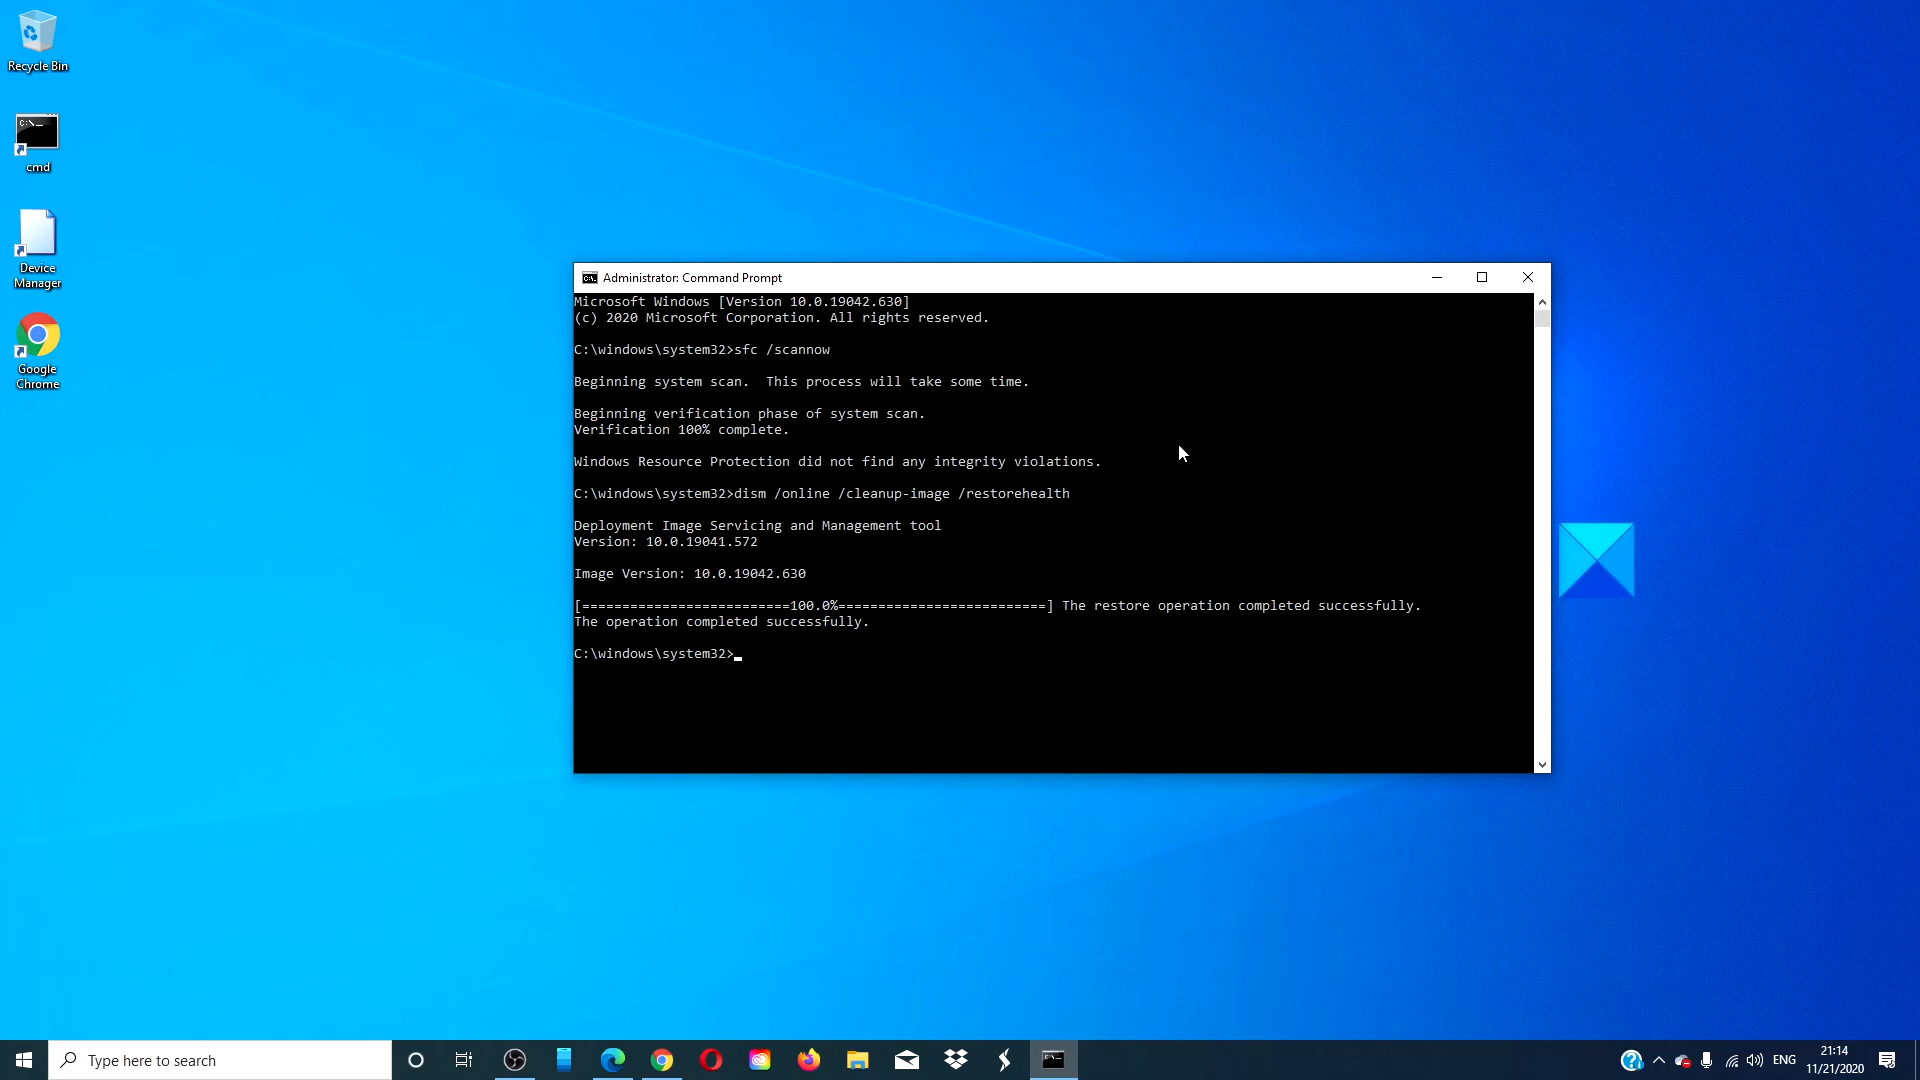 Recycle Bin
cmd
Device
Manager
Google
Chrome
Administrator: Command Prompt
Microsoft Windows [Version 10.0.19042.630]
(c) 2020 Microsoft Corporation. All rights reserved.
C:\windows\system32>sfc /scannow
Beginning system scan.  This process will take some time.
Beginning verification phase of system scan.
Verification 100% complete.
Windows Resource Protection did not find any integrity violations.
C:\windows\system32>dism /online /cleanup-image /restorehealth
Deployment Image Servicing and Management tool
Version: 10.0.19041.572
Image Version: 10.0.19042.630
[==========================100.0%==========================] The restore operation completed successfully.
The operation completed successfully.
C:\windows\system32>
Type here to search
ENG
21:14
11/21/2020